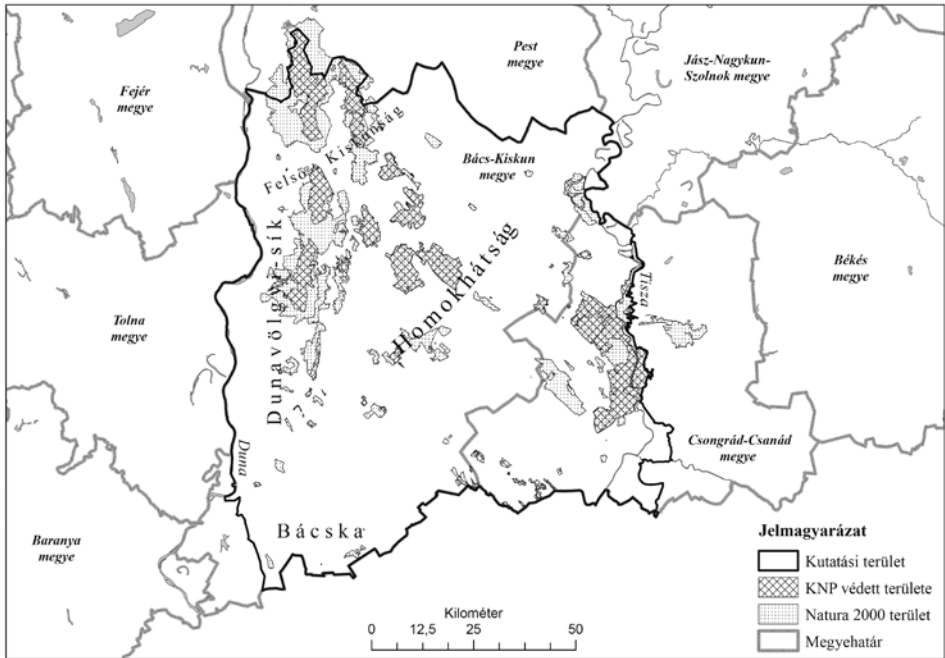 Pest
megye
Jász-Nagykun-
Szolnok megye
Fejér
megye
Felső- Kiskunság
Bács-Kiskun
megye
Dunavölgyi-sík
Homokhátság
Tisza
Békés
megye
Tolna
megye
Duna
Csongrád-Csanád
megye
Bácska
Baranya
megye
Jelmagyarázat
Kutatási terület
KNP védett területe
Natura 2000 terület
Megyehatár
Kilométer
0 12,5 25 50